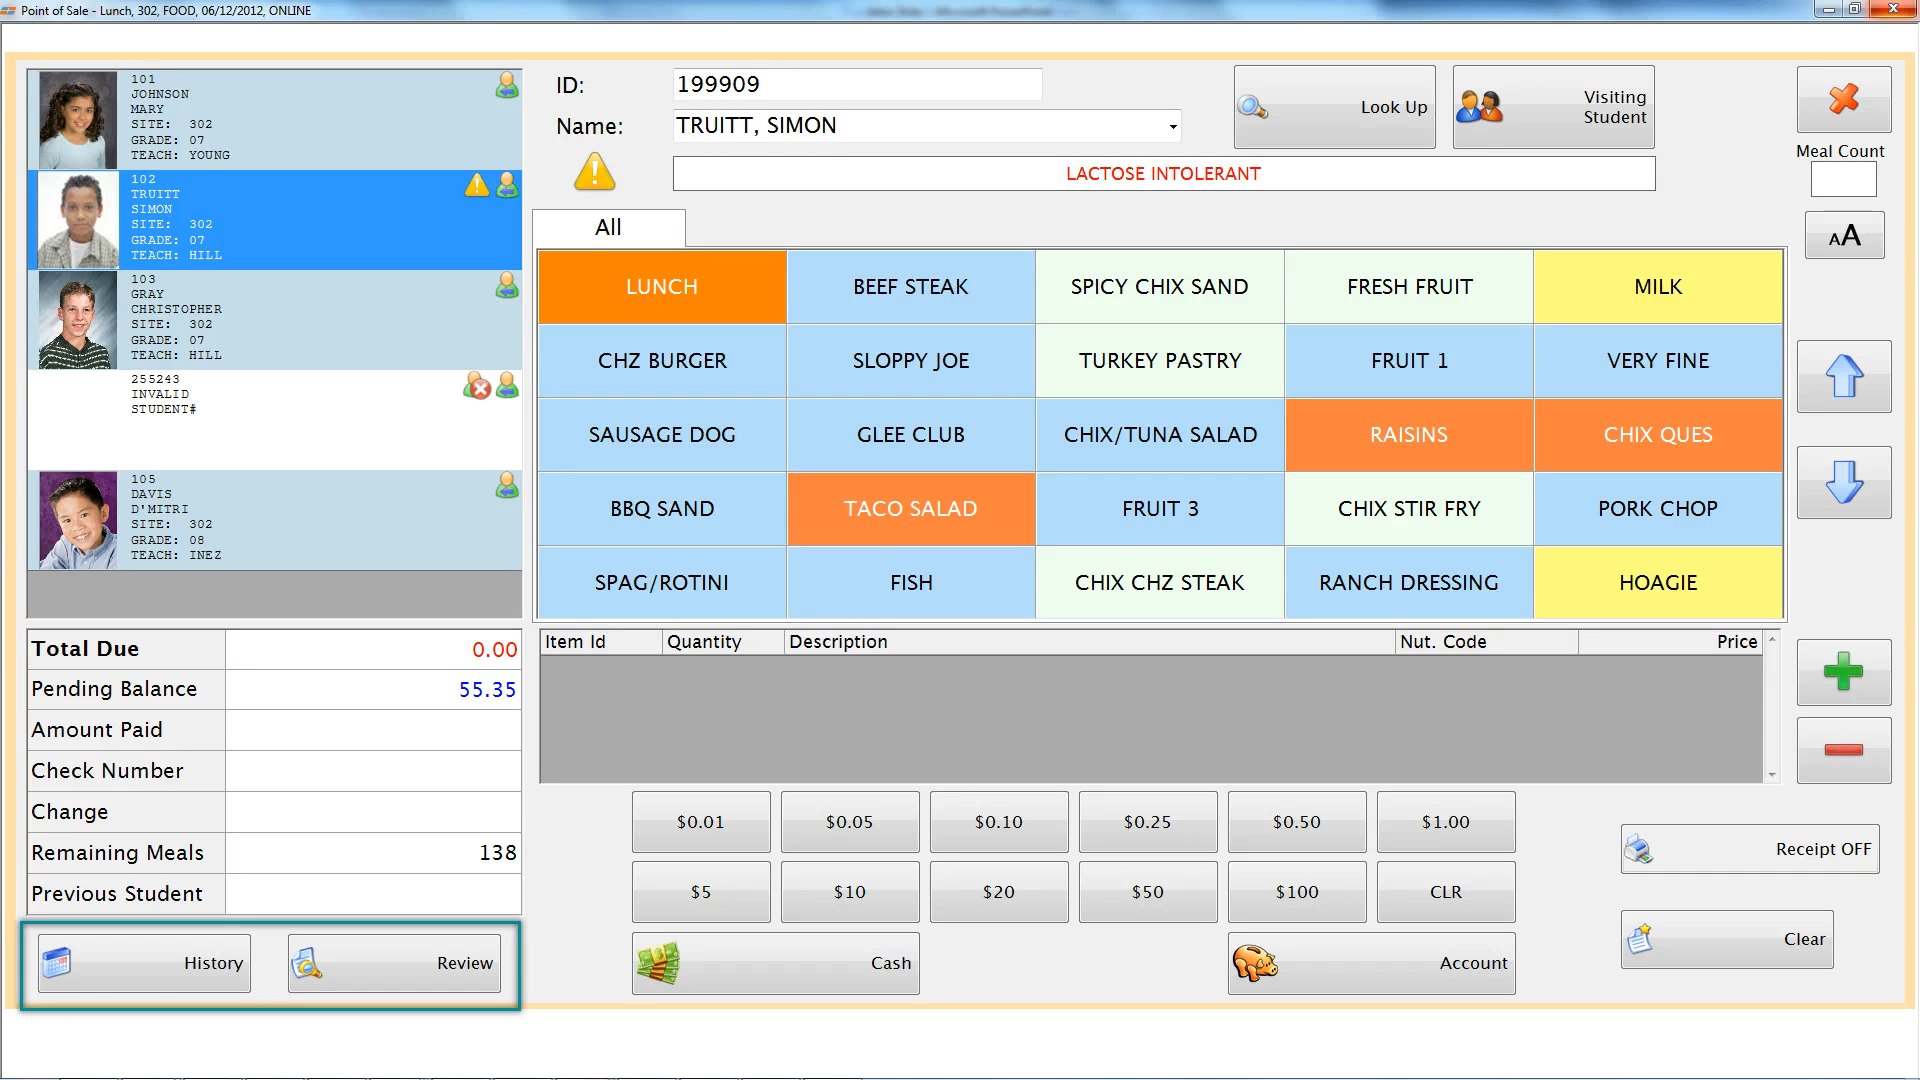 Point of Sale - Lunch, 302, FOOD, 06/12/2012, ONLINE
101
JOHNSON
MARY
SITE: 302
GRADE: 07
TEACH: YOUNG
102
TRUITT
SIMON
SITE: 302
GRADE: 07
TEACH: HILL
103
GRAY
CHRISTOPHER
SITE: 302
GRADE: 07
TEACH: HILL
255243
INVALID
STUDENT#
105
DAVIS
D'MITRI
SITE: 302
GRADE: 08
TEACH: INEZ
ID: 199909
Name: TRUITT, SIMON
LACTOSE INTOLERANT
Look Up
Visiting
Student
Meal Count
AA
All
LUNCH BEEF STEAK SPICY CHIX SAND FRESH FRUIT MILK
CHZ BURGER SLOPPY JOE TURKEY PASTRY FRUIT 1 VERY FINE
SAUSAGE DOG GLEE CLUB CHIX/TUNA SALAD RAISINS CHIX QUES
BBQ SAND TACO SALAD FRUIT 3 CHIX STIR FRY PORK CHOP
SPAG/ROTINI FISH CHIX CHZ STEAK RANCH DRESSING HOAGIE
Total Due 0.00
Pending Balance 55.35
Amount Paid
Check Number
Change
Remaining Meals 138
Previous Student
History Review
Item Id Quantity Description Nut. Code Price
$0.01 $0.05 $0.10 $0.25 $0.50 $1.00
$5 $10 $20 $50 $100 CLR
Cash Account
Receipt OFF
Clear